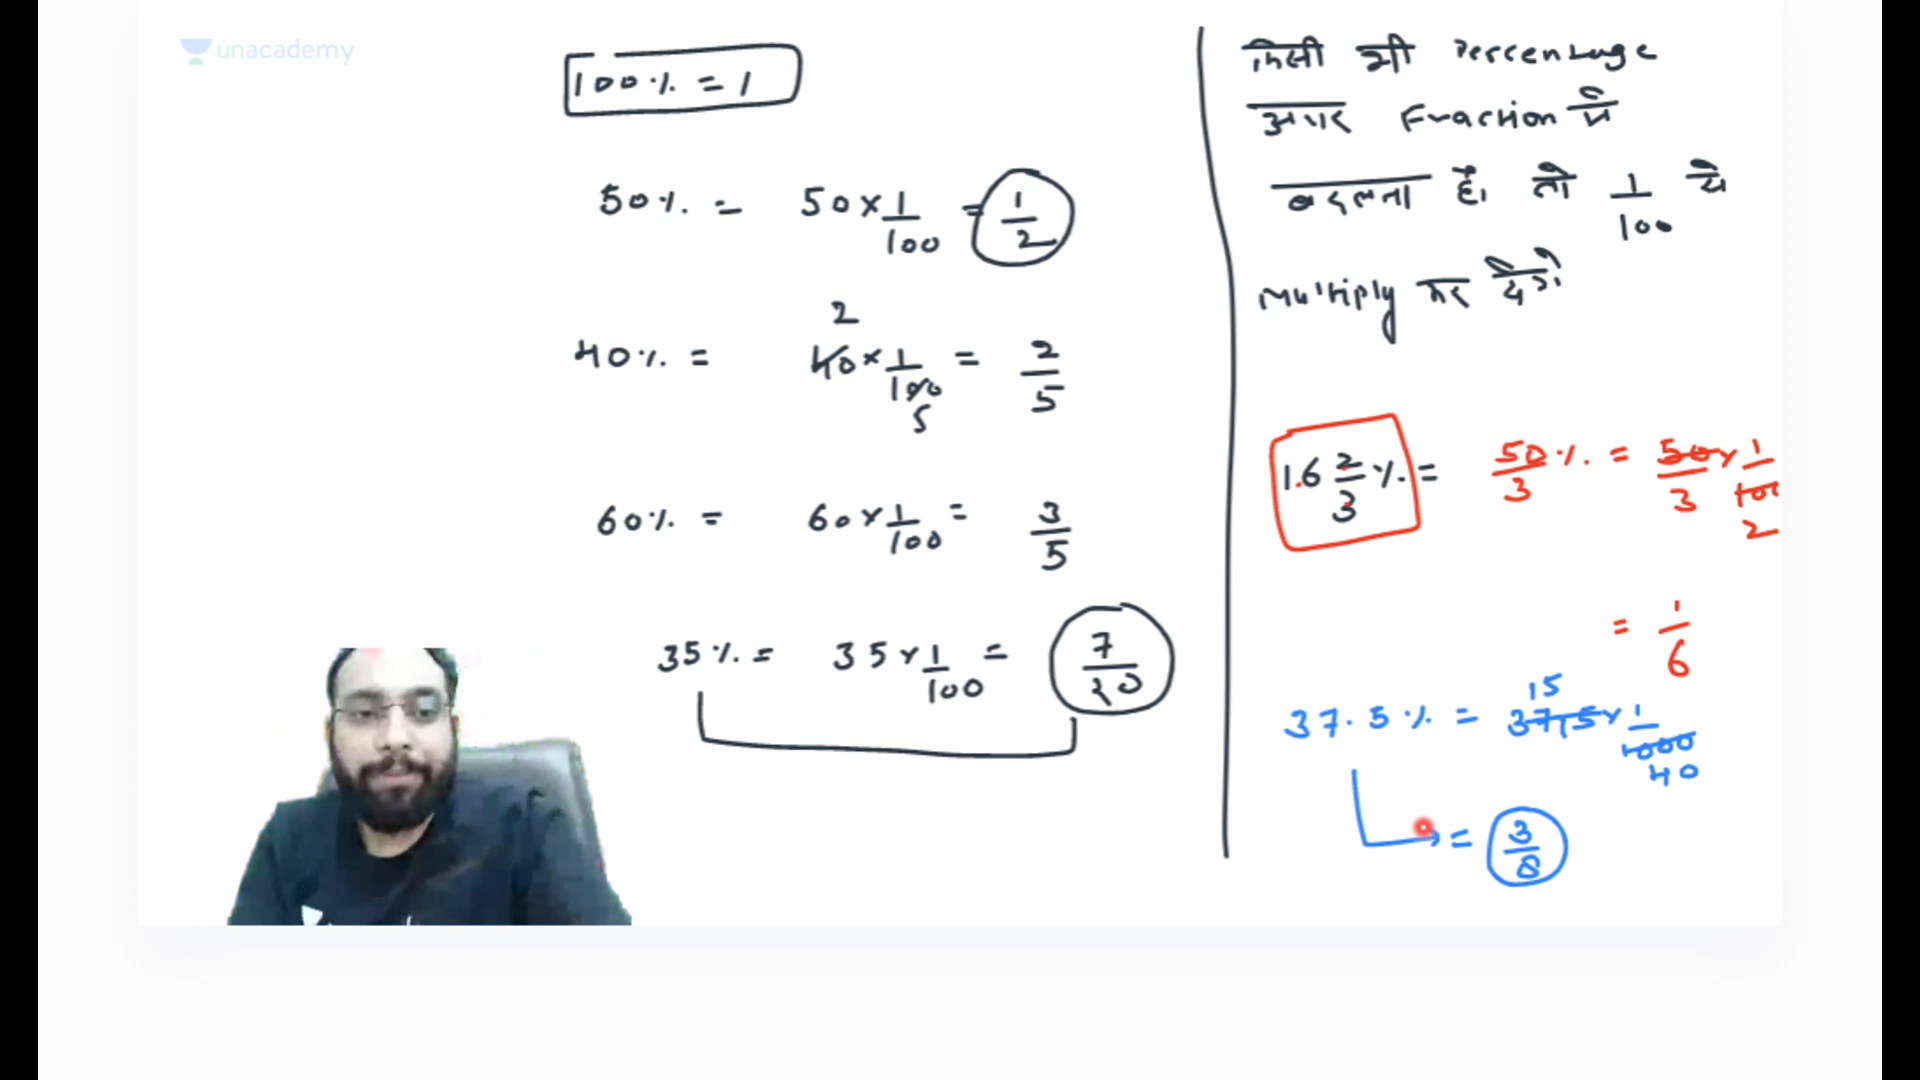 unacademy
100% = 1
50% = 50 × 1/100 = 1/2
2
40% = 40 × 1/100 = 2/5
5
60% = 60 × 1/100 = 3/5
35% = 35 × 1/100 = 7/20
किसी भी Percentage
अगर Fraction में
बदलना है। तो 1/100 से
Multiply कर देंगे।
16 2/3 % = 50/3 % = 50/3 × 1/100
2
= 1/6
15
37.5% = 37.5 × 1/1000
40
= 3/8